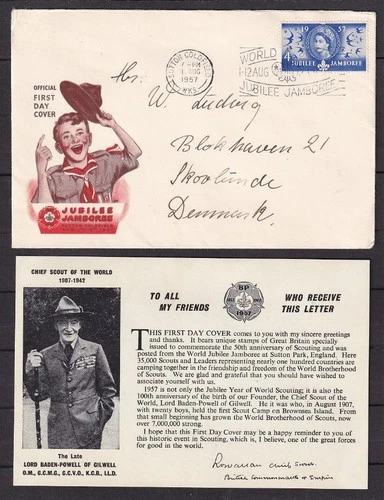 OFFICIAL
FIRST
DAY
COVER
SUTTON COLDFIELD
1 AUG
1957
WORLD
1-12 AUG
JUBILEE JAMBOREE
1957
JUBILEE JAMBOREE
W. Ludvig
Blokhaven 21
Skovlunde
Denmark.
JUBILEE
JAMBOREE
CHIEF SCOUT OF THE WORLD
1907-1942
TO ALL
MY FRIENDS
BP
1957
WHO RECEIVE
THIS LETTER
THIS FIRST DAY COVER comes to you with my sincere greetings
and thanks. It bears unique stamps of Great Britain specially
issued to commemorate the 50th anniversary of Scouting and was
posted from the World Jubilee Jamboree at Sutton Park, England. Here
35,000 Scouts and Leaders representing nearly one hundred countries are
camping together in the friendship and freedom of the World Brotherhood
of Scouts. We are glad and grateful that you should have wished to
associate yourself with us.
1957 is not only the Jubilee Year of World Scouting; it is also the
100th anniversary of the birth of our Founder, the Chief Scout of the
World, Lord Baden-Powell of Gilwell. He it was who, in August 1907,
with twenty boys, held the first Scout Camp on Brownsea Island. From
that small beginning has grown the World Brotherhood of Scouts, now
over 7,000,000 strong.
I hope that this First Day Cover may be a happy reminder to you of
this historic event in Scouting, which is, I believe, one of the great forces
for good in the world.
Rowallan Chief Scout.
British Commonwealth & Empire
The Late
LORD BADEN-POWELL OF GILWELL
O.M., G.C.M.G., G.C.V.O., K.C.B., LL.D.